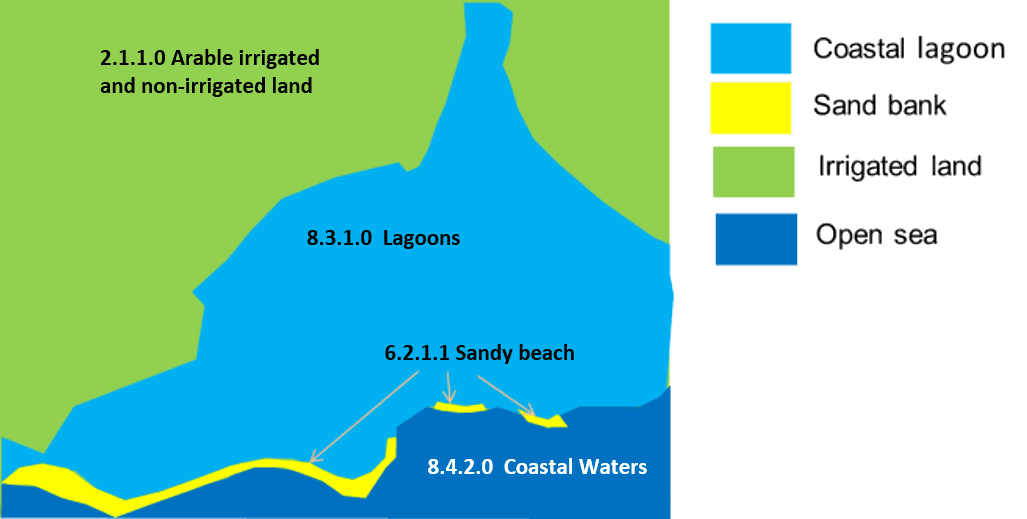 2.1.1.0 Arable irrigated
and non-irrigated land
8.3.1.0 Lagoons
6.2.1.1 Sandy beach
8.4.2.0 Coastal Waters
Coastal lagoon
Sand bank
Irrigated land
Open sea